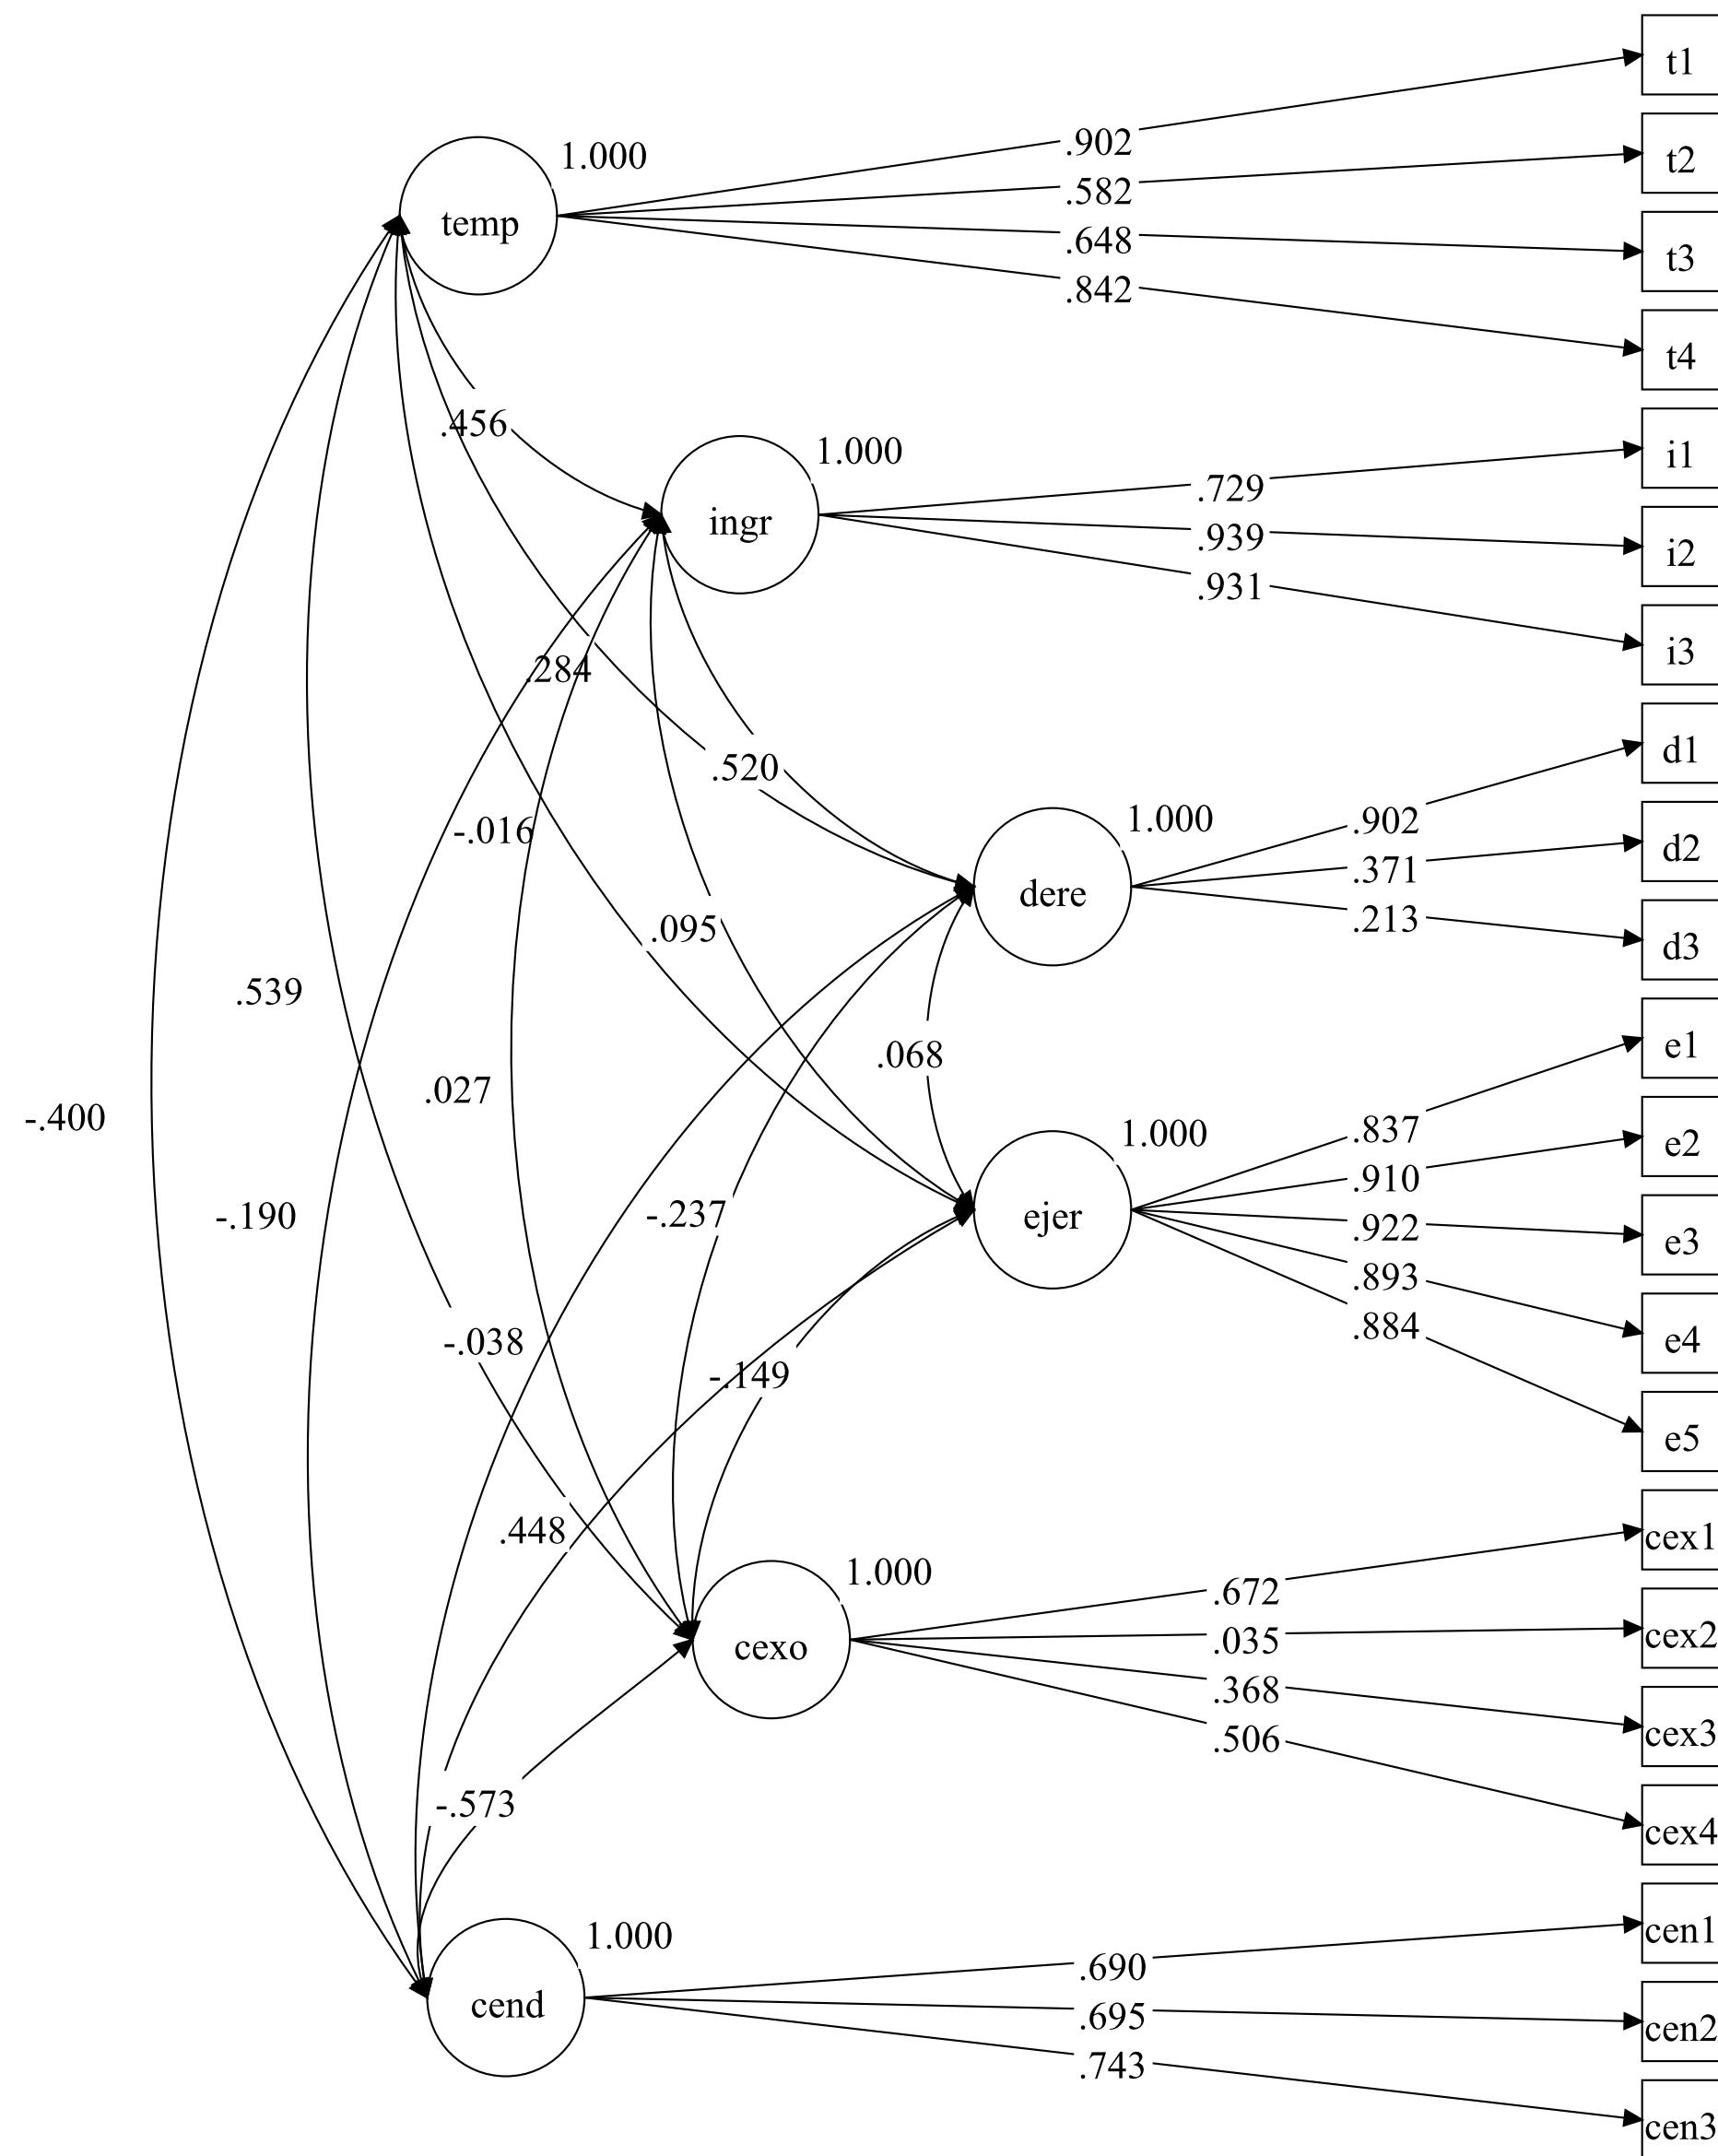 t1
1.000
.902
t2
temp
.582
.648
t3
.842
t4
.456
1.000
i1
.729
ingr
.939
i2
.931
i3
.284
d1
.520
1.000
.902
-.016
d2
.371
dere
.213
.095
d3
.539
e1
.068
.027
-.400
1.000
.837
e2
.910
-.190
-.237
ejer
.922
e3
.893
.884
e4
-.038
-.149
e5
.448
cex1
1.000
.672
cexo
.035
cex2
.368
.506
cex3
-.573
cex4
1.000
cen1
.690
cend
.695
cen2
.743
cen3